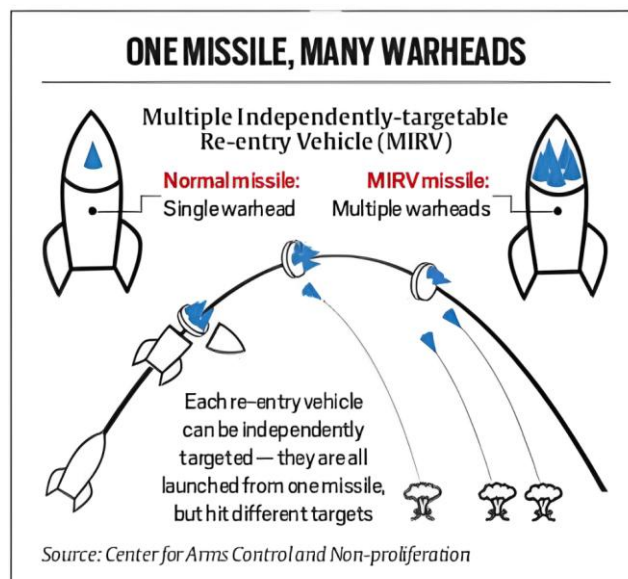 ONE MISSILE, MANY WARHEADS
Multiple Independently-targetable
Re-entry Vehicle (MIRV)
Normal missile:
Single warhead
MIRV missile:
Multiple warheads
Each re-entry vehicle
can be independently
targeted — they are all
launched from one missile,
but hit different targets
Source: Center for Arms Control and Non-proliferation